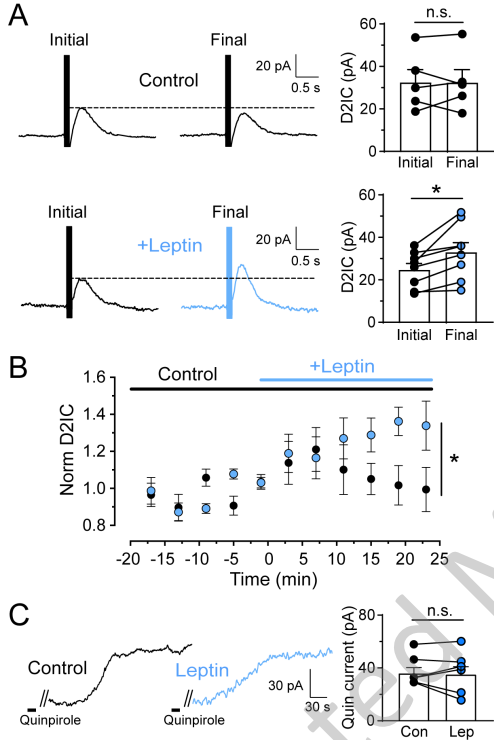 A
Initial
Final
Control
20 pA
0.5 s
n.s.
D2IC (pA)
60
40
20
0
Initial
Final
Initial
Final
+Leptin
20 pA
0.5 s
*
D2IC (pA)
60
40
20
0
Initial
Final
B
Control
+Leptin
Norm D2IC
1.6
1.4
1.2
1.0
0.8
*
-20 -15 -10 -5 0 5 10 15 20 25
Time (min)
C
Control
Leptin
//
//
Quinpirole
Quinpirole
30 pA
30 s
n.s.
Quin current (pA)
80
40
0
Con
Lep
ted